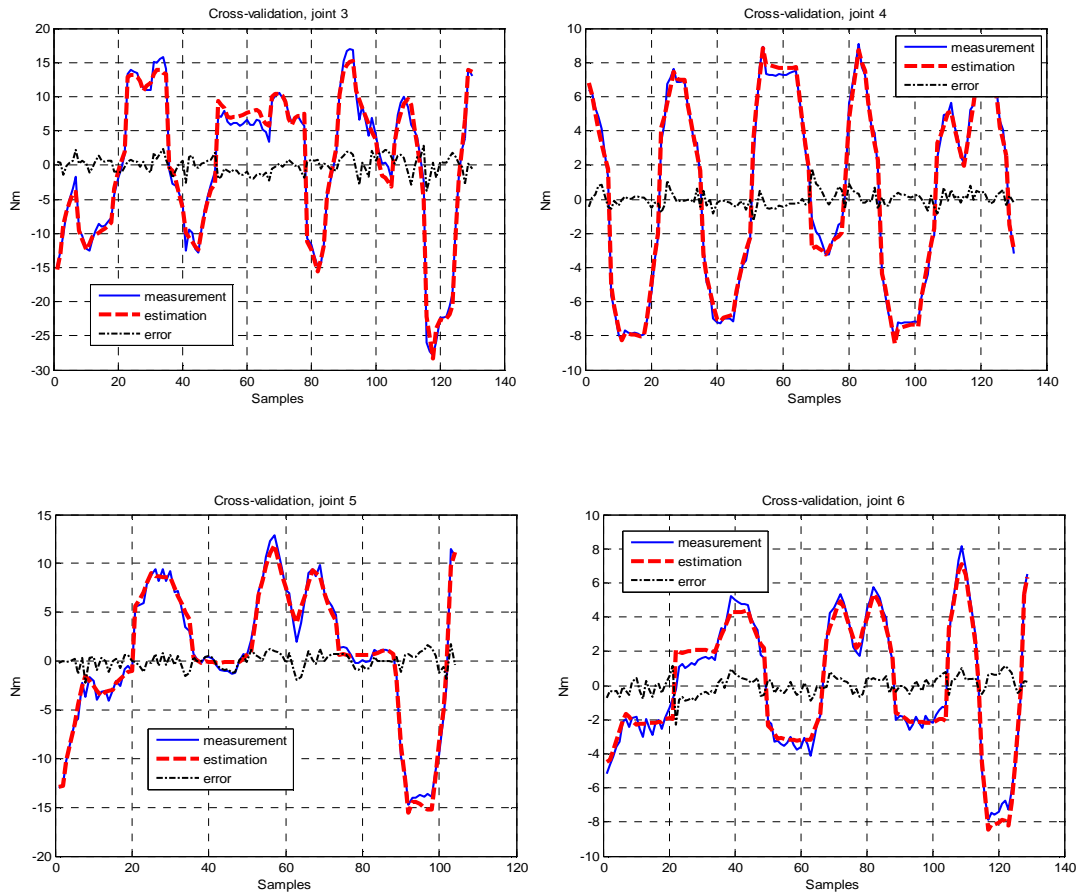 Cross-validation, joint 3
20
15
10
5
0
-5
-10
-15
-20
-25
-30
Nm
measurement
estimation
error
0 20 40 60 80 100 120 140
Samples
Cross-validation, joint 4
10
8
6
4
2
0
-2
-4
-6
-8
-10
Nm
measurement
estimation
error
0 20 40 60 80 100 120 140
Samples
Cross-validation, joint 5
15
10
5
0
-5
-10
-15
-20
Nm
measurement
estimation
error
0 20 40 60 80 100 120
Samples
Cross-validation, joint 6
10
8
6
4
2
0
-2
-4
-6
-8
-10
Nm
measurement
estimation
error
0 20 40 60 80 100 120 140
Samples